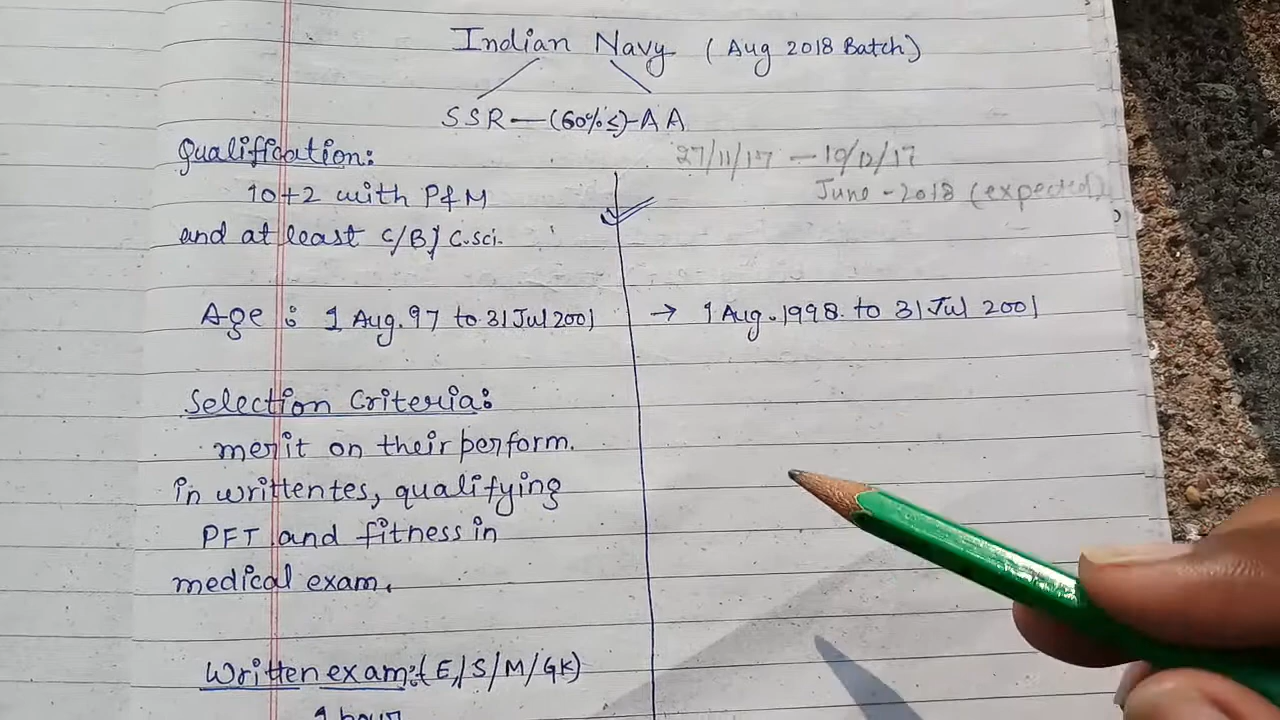 Indian Navy (Aug 2018 Batch)
SSR—(60%≤)-AA
Qualification:
27/11/17 — 10/12/17
10+2 with P&M
June-2018 (expected)
and at least C/B/C.sci.
Age: 1 Aug.97 to 31 Jul 2001 → 1 Aug.1998. to 31 Jul 2001
Selection Criteria:
merit on their perform.
in writtentes, qualifying
PFT and fitness in
medical exam.
Written exam:(E/S/M/GK)
1 hour